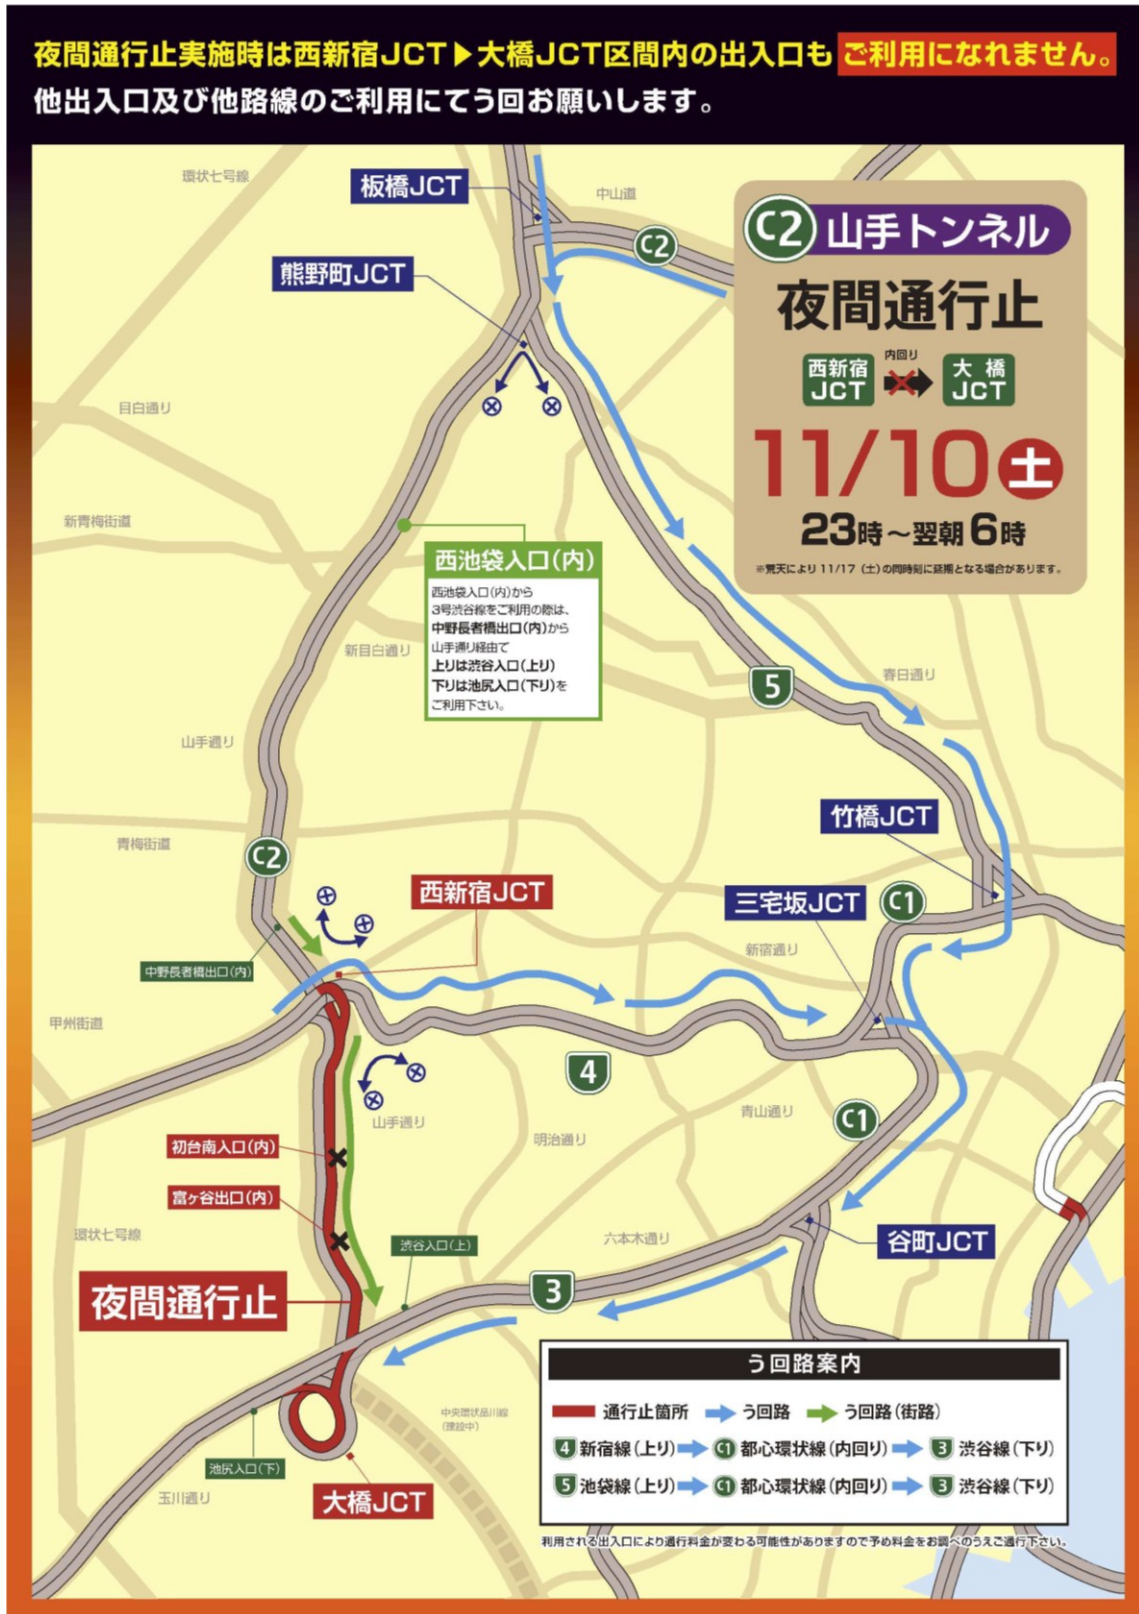 夜間通行止実施時は西新宿JCT▶大橋JCT区間内の出入口もご利用になれません。
他出入口及び他路線のご利用にてう回お願いします。
環状七号線
板橋JCT
中山道
C2
熊野町JCT
C2 山手トンネル
夜間通行止
西新宿JCT
内回り
大橋JCT
11/10土
23時～翌朝6時
※荒天により11/17（土）の同時刻に延期となる場合があります。
目白通り
新青梅街道
西池袋入口(内)
西池袋入口(内)から
3号渋谷線をご利用の際は、
中野長者橋出口(内)から
山手通り経由で
上りは渋谷入口(上り)
下りは池尻入口(下り)を
ご利用下さい。
新目白通り
5
春日通り
山手通り
竹橋JCT
青梅街道
C2
西新宿JCT
三宅坂JCT
C1
新宿通り
中野長者橋出口(内)
甲州街道
4
山手通り
明治通り
青山通り
C1
初台南入口(内)
富ヶ谷出口(内)
環状七号線
渋谷入口(上)
六本木通り
谷町JCT
夜間通行止
3
う回路案内
通行止箇所 う回路 う回路(街路)
4 新宿線(上り) C1 都心環状線(内回り) 3 渋谷線(下り)
5 池袋線(上り) C1 都心環状線(内回り) 3 渋谷線(下り)
中央環状品川線
(建設中)
池尻入口(下)
玉川通り
大橋JCT
利用される出入口により通行料金が変わる可能性がありますので予め料金をお調べのうえご通行下さい。